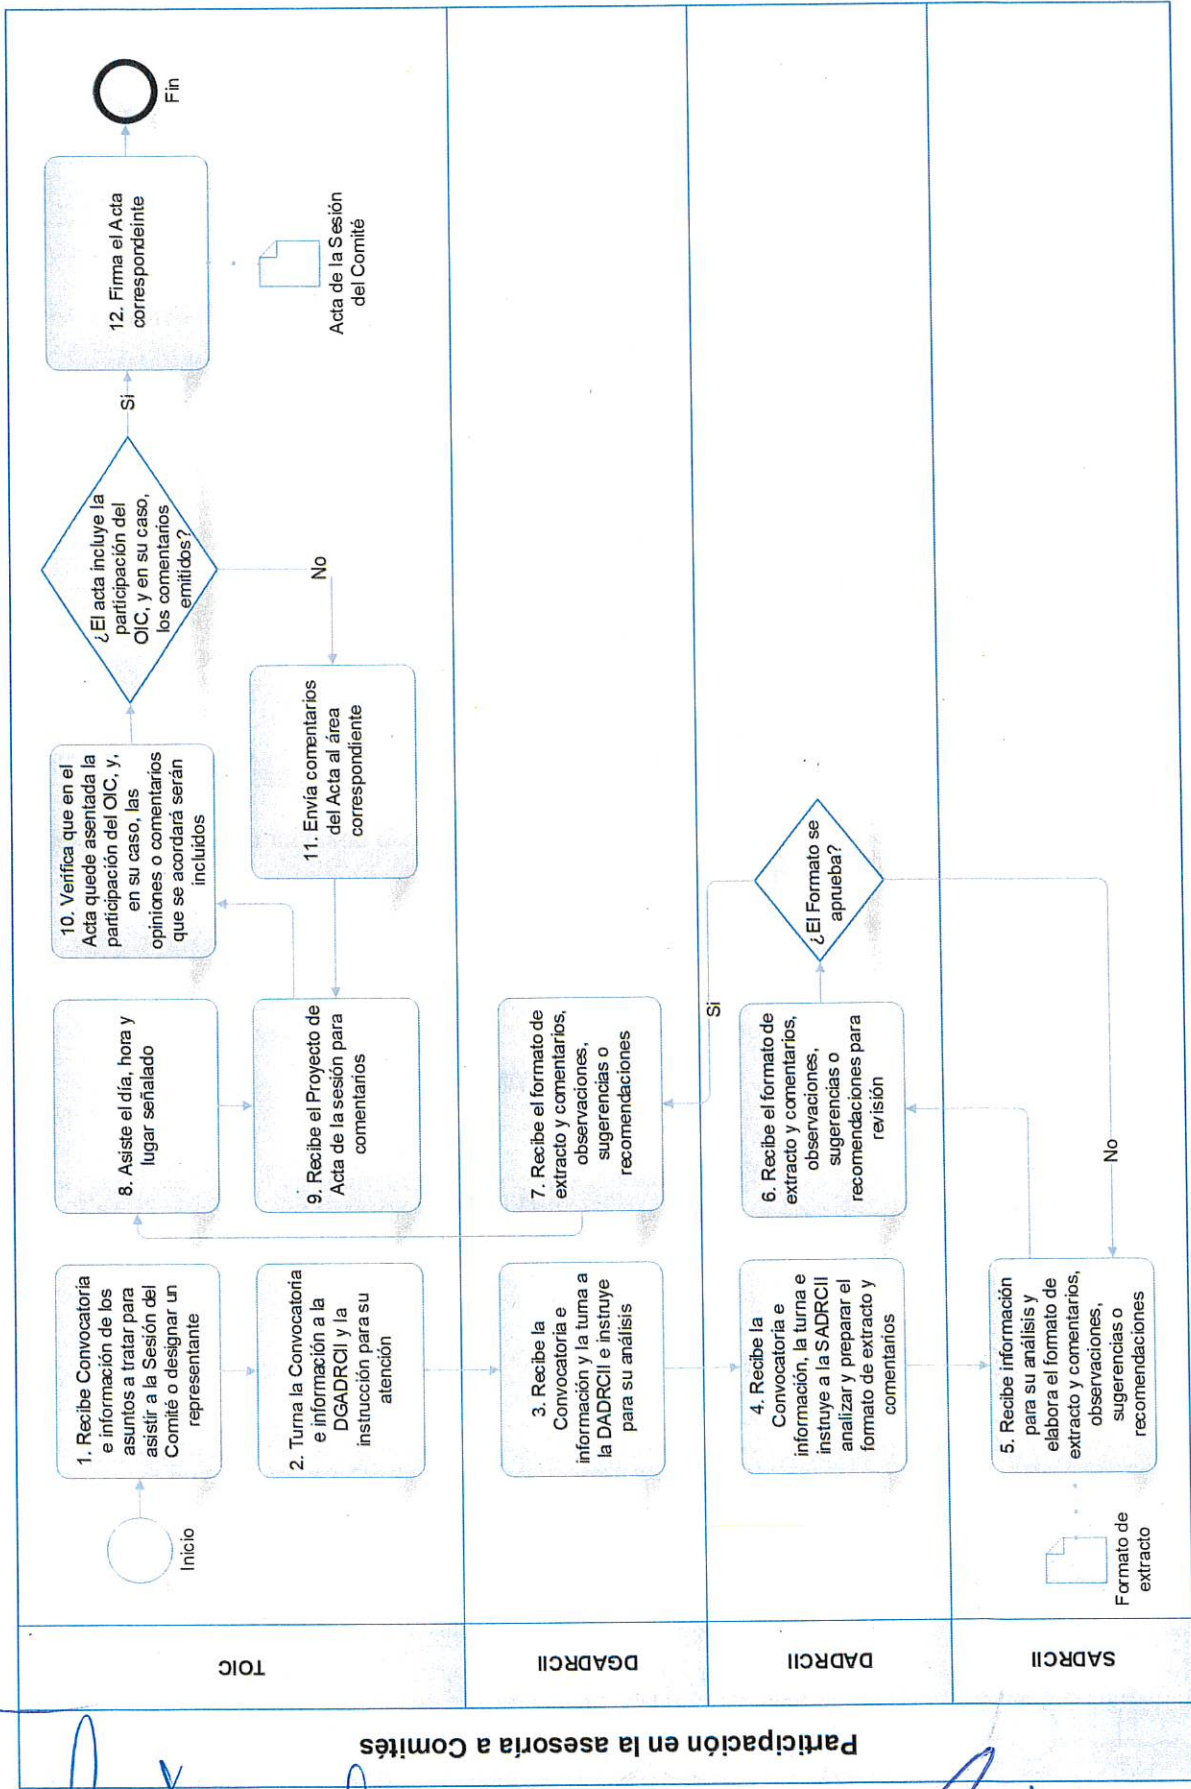 Participación en la asesoría a Comités
TOIC
Inicio
1. Recibe Convocatoria
e información de los
asuntos a tratar para
asistir a la Sesión del
Comité o designar un
representante
2. Turna la Convocatoria
e información a la
DGADRCII y la
instrucción para su
atención
8. Asiste el día, hora y
lugar señalado
9. Recibe el Proyecto de
Acta de la sesión para
comentarios
10. Verifica que en el
Acta quede asentada la
participación del OIC, y,
en su caso, las
opiniones o comentarios
que se acordará serán
incluidos
11. Envía comentarios
del Acta al área
correspondiente
¿El acta incluye la
participación del
OIC, y en su caso,
los comentarios
emitidos?
Si
No
12. Firma el Acta
correspondeinte
Acta de la Sesión
del Comité
Fin
DGADRCII
3. Recibe la
Convocatoria e
información y la turna a
la DADRCII e instruye
para su análisis
7. Recibe el formato de
extracto y comentarios,
observaciones,
sugerencias o
recomendaciones
DADRCII
4. Recibe la
Convocatoria e
información, la turna e
instruye a la SADRCII
analizar y preparar el
formato de extracto y
comentarios
6. Recibe el formato de
extracto y comentarios,
observaciones,
sugerencias o
recomendaciones para
revisión
Si
¿El Formato se
aprueba?
SADRCII
Formato de
extracto
5. Recibe información
para su análisis y
elabora el formato de
extracto y comentarios,
observaciones,
sugerencias o
recomendaciones
No